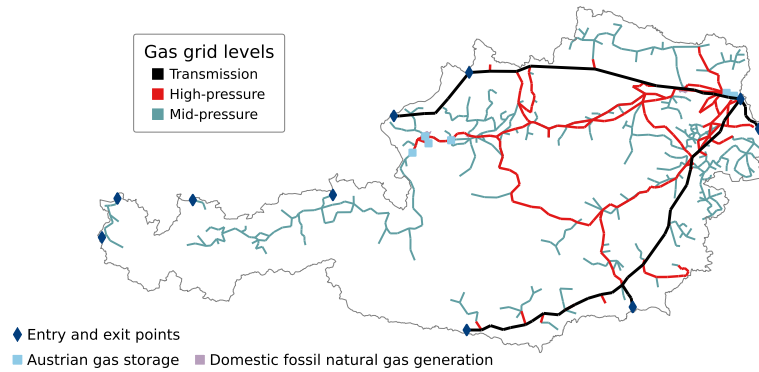 Gas grid levels
Transmission
High-pressure
Mid-pressure
Entry and exit points
Austrian gas storage
Domestic fossil natural gas generation